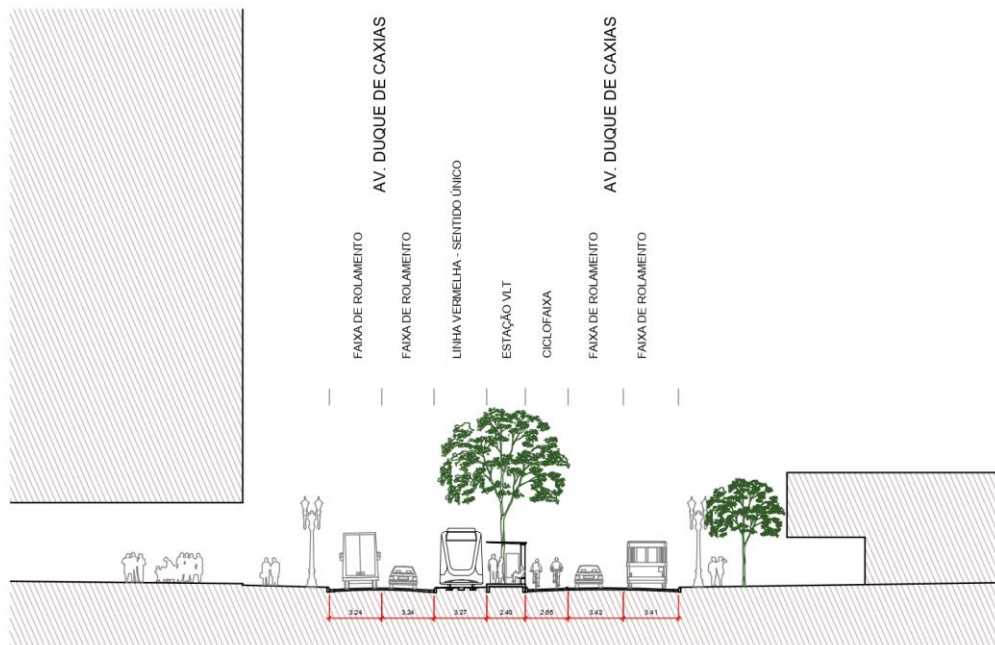 AV. DUQUE DE CAXIAS
AV. DUQUE DE CAXIAS
FAIXA DE ROLAMENTO
FAIXA DE ROLAMENTO
LINHA VERMELHA - SENTIDO ÚNICO
ESTAÇÃO VLT
CICLOFAIXA
FAIXA DE ROLAMENTO
FAIXA DE ROLAMENTO
3.24 3.24 3.27 2.40 2.65 3.42 3.41